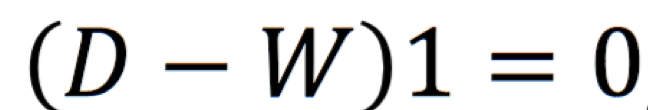 (D − W)1 = 0